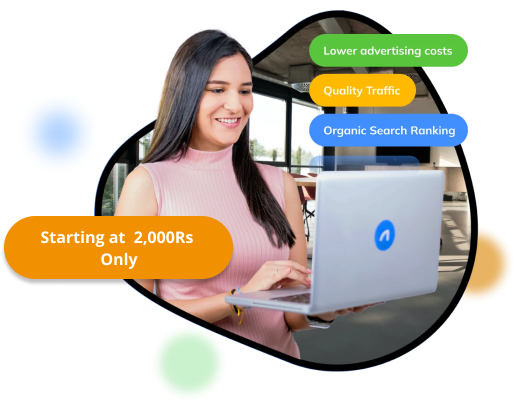 Lower advertising costs
Quality Traffic
Organic Search Ranking
Starting at 2,000Rs
Only